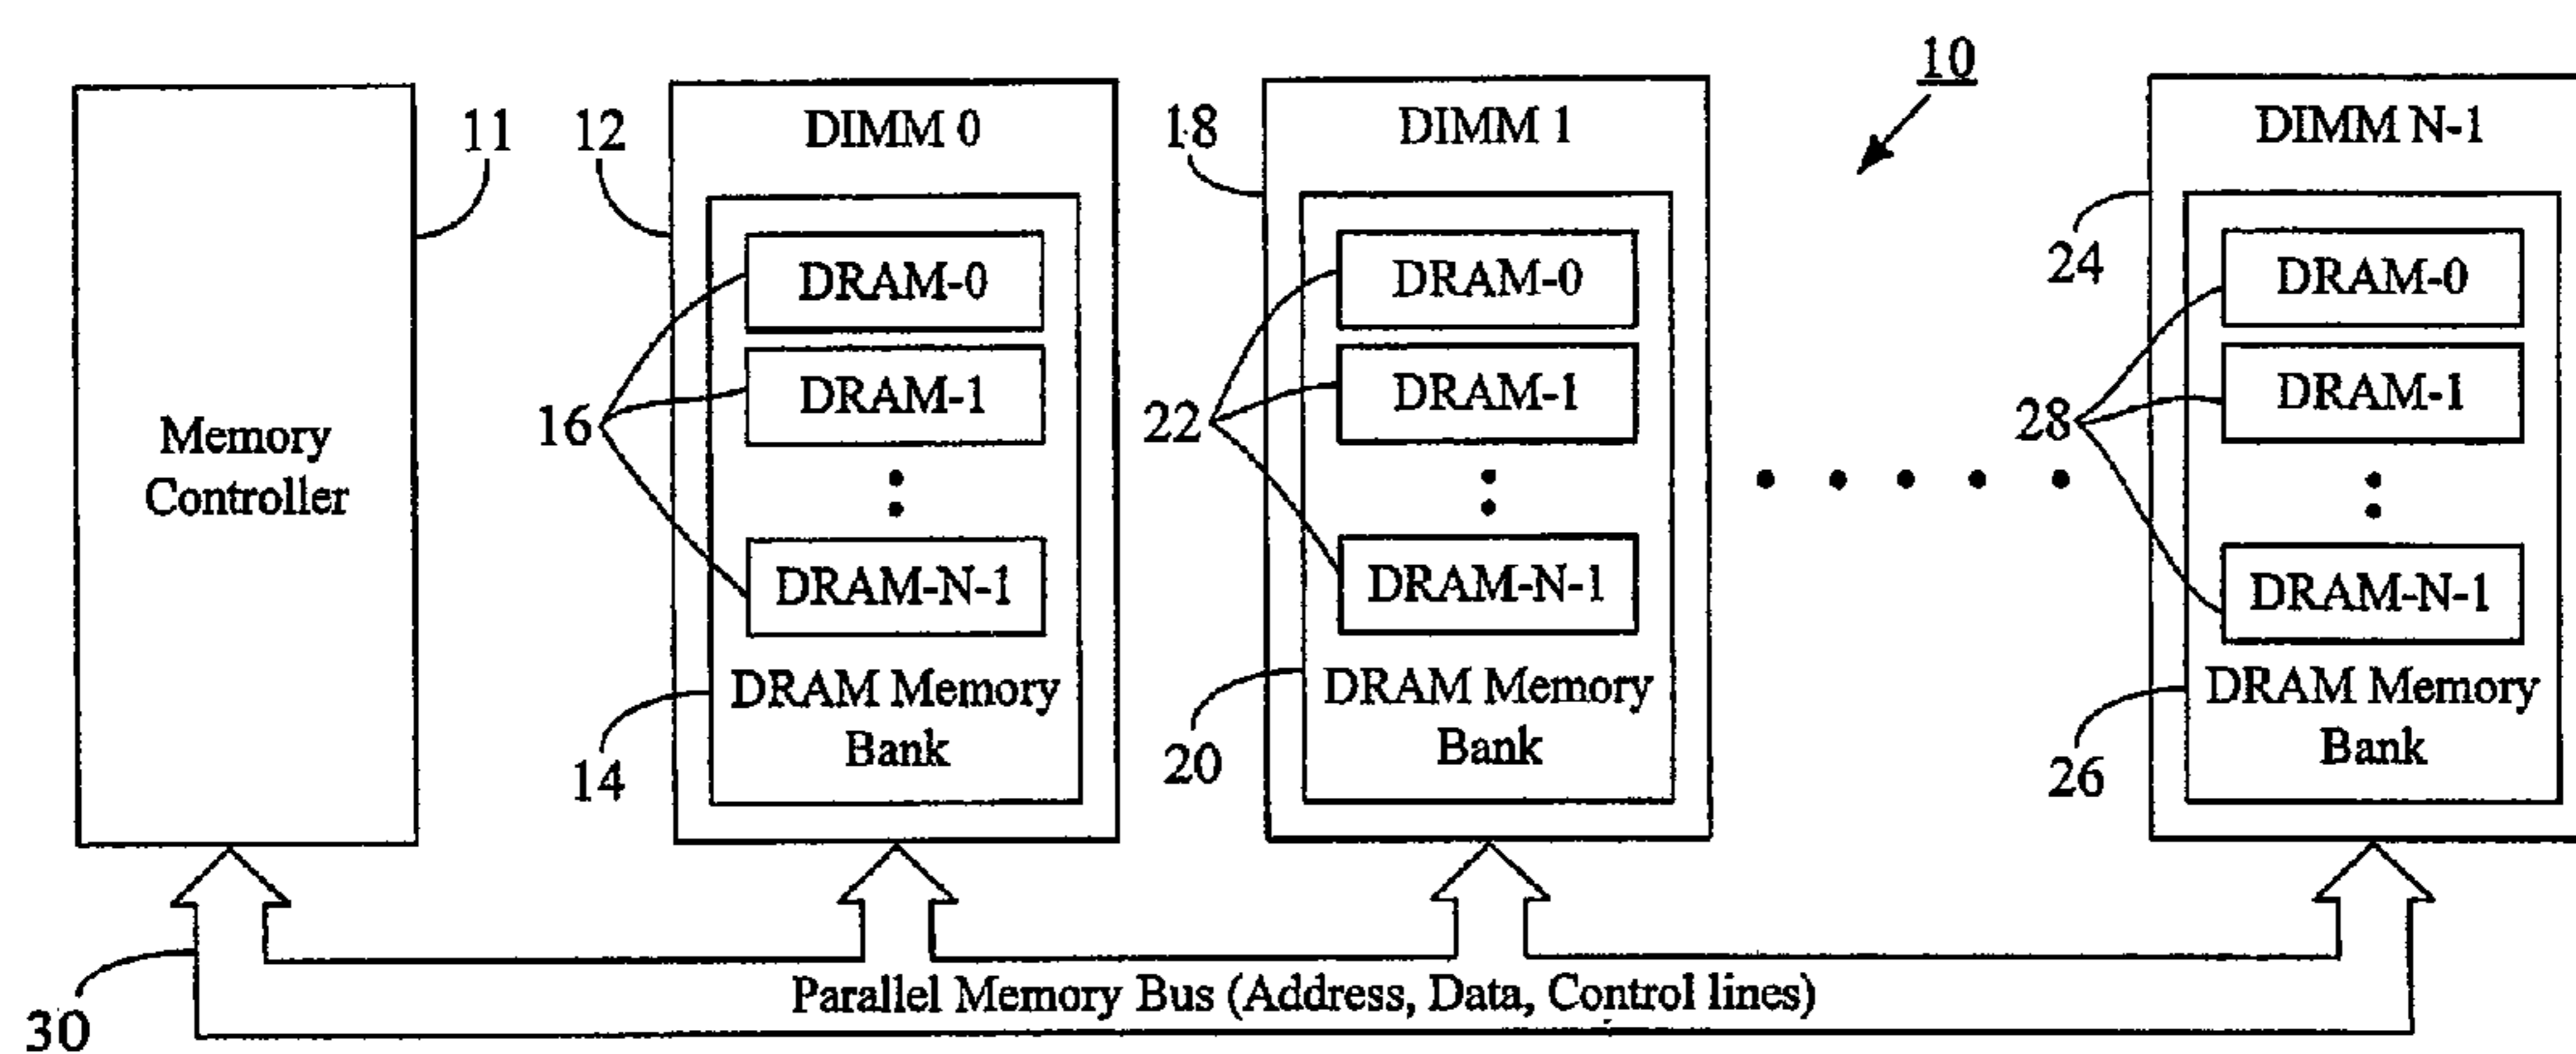 10
11
12
18
24
DIMM 0
DIMM 1
DIMM N-1
DRAM-0
DRAM-0
DRAM-0
DRAM-1
DRAM-1
DRAM-1
16
22
28
Memory
Controller
DRAM-N-1
DRAM-N-1
DRAM-N-1
DRAM Memory
Bank
DRAM Memory
Bank
DRAM Memory
Bank
14
20
26
Parallel Memory Bus (Address, Data, Control lines)
30